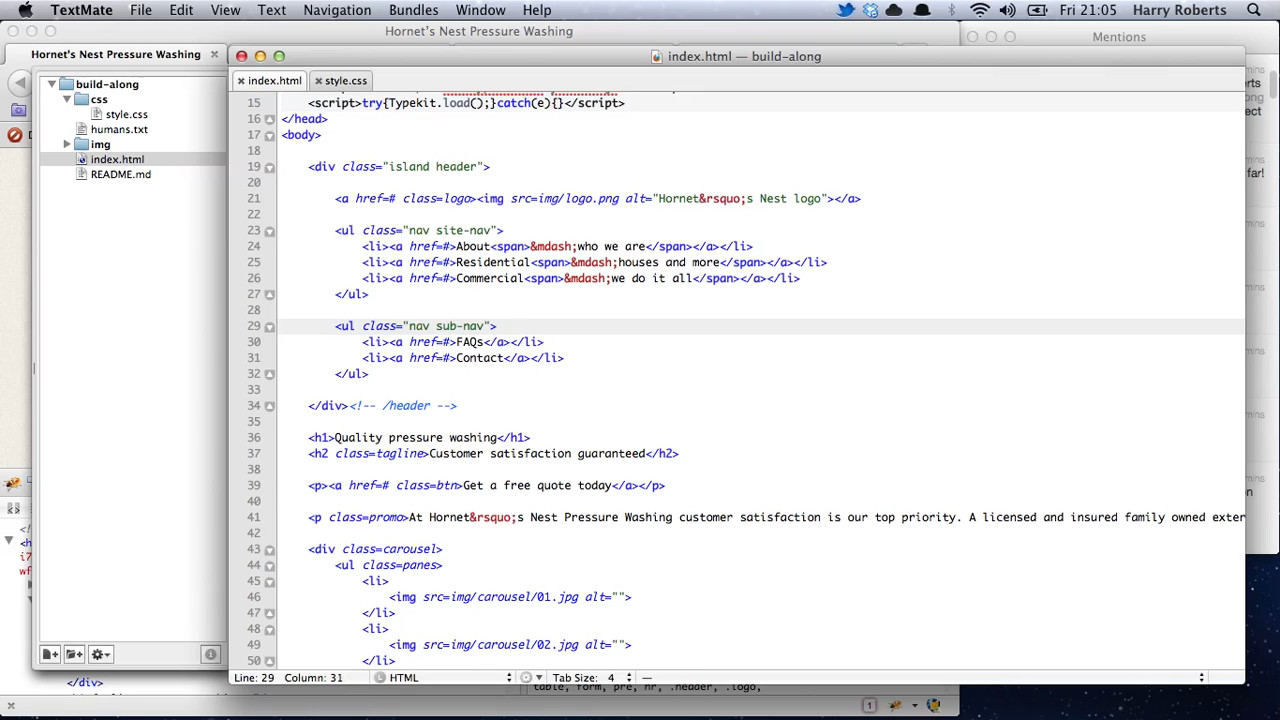 TextMate File Edit View Text Navigation Bundles Window Help Fri 21:05 Harry Roberts
Hornet's Nest Pressure Washing
Mentions
Hornet's Nest Pressure Washing
index.html — build-along
index.html
style.css
build-along
css
style.css
humans.txt
img
index.html
README.md
15 <script>try{Typekit.load();}catch(e){}</script>
16 </head>
17 <body>
18
19 <div class="island header">
20
21 <a href=# class=logo><img src=img/logo.png alt="Hornet&rsquo;s Nest logo"></a>
22
23 <ul class="nav site-nav">
24 <li><a href=#>About<span>&mdash;who we are</span></a></li>
25 <li><a href=#>Residential<span>&mdash;houses and more</span></a></li>
26 <li><a href=#>Commercial<span>&mdash;we do it all</span></a></li>
27 </ul>
28
29 <ul class="nav sub-nav">
30 <li><a href=#>FAQs</a></li>
31 <li><a href=#>Contact</a></li>
32 </ul>
33
34 </div><!-- /header -->
35
36 <h1>Quality pressure washing</h1>
37 <h2 class=tagline>Customer satisfaction guaranteed</h2>
38
39 <p><a href=# class=btn>Get a free quote today</a></p>
40
41 <p class=promo>At Hornet&rsquo;s Nest Pressure Washing customer satisfaction is our top priority. A licensed and insured family owned exter
42
43 <div class=carousel>
44 <ul class=panes>
45 <li>
46 <img src=img/carousel/01.jpg alt="">
47 </li>
48 <li>
49 <img src=img/carousel/02.jpg alt="">
50 </li>
Line: 29 Column: 31 HTML Tab Size: 4 —
</div>
table, form, pre, hr, .header, .logo,
1